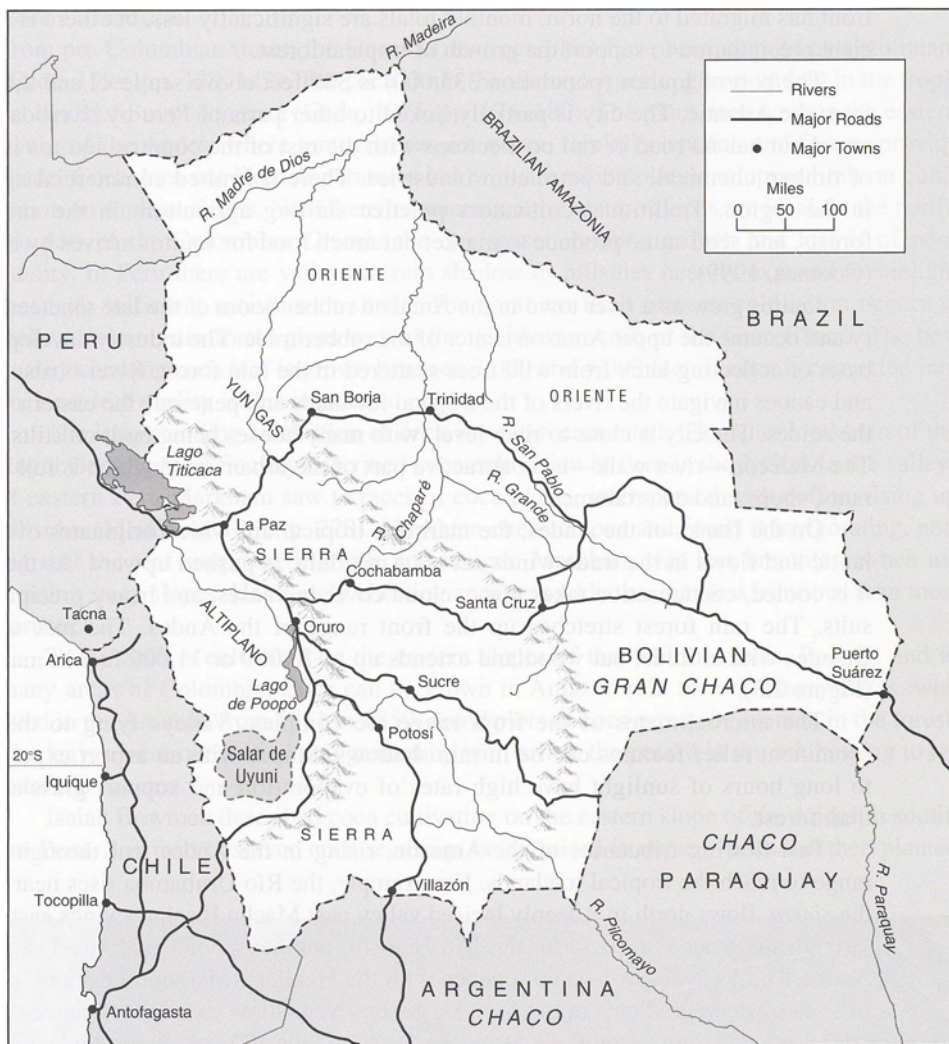 R. Madeira
Rivers
Major Roads
Major Towns
Miles
0 50 100
BRAZILIAN AMAZONIA
R. Madre de Dios
ORIENTE
PERU
BRAZIL
YUNGAS
San Borja
Trinidad
ORIENTE
Lago
Titicaca
R. San Pablo
R. Grande
R. Chaparé
La Paz
SIERRA
Cochabamba
Santa Cruz
Tacna
ALTIPLANO
Oruro
Arica
BOLIVIAN
GRAN CHACO
Puerto
Suárez
Lago
de Poopó
Sucre
Potosí
20°S
Salar de
Uyuni
Iquique
SIERRA
CHACO
PARAGUAY
CHILE
Villazón
Tocopilla
R. Pilcomayo
R. Paraguay
ARGENTINA
CHACO
Antofagasta